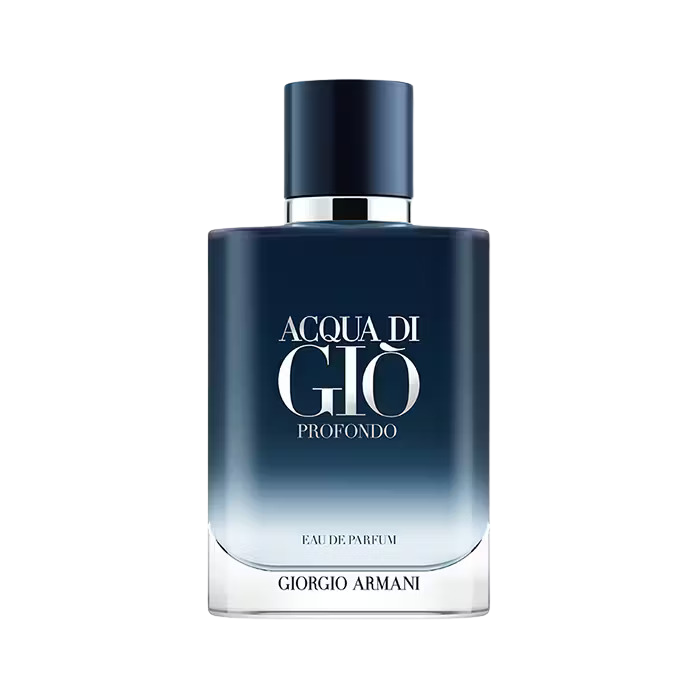 ACQUA DI
GIÒ
PROFONDO
EAU DE PARFUM
GIORGIO ARMANI